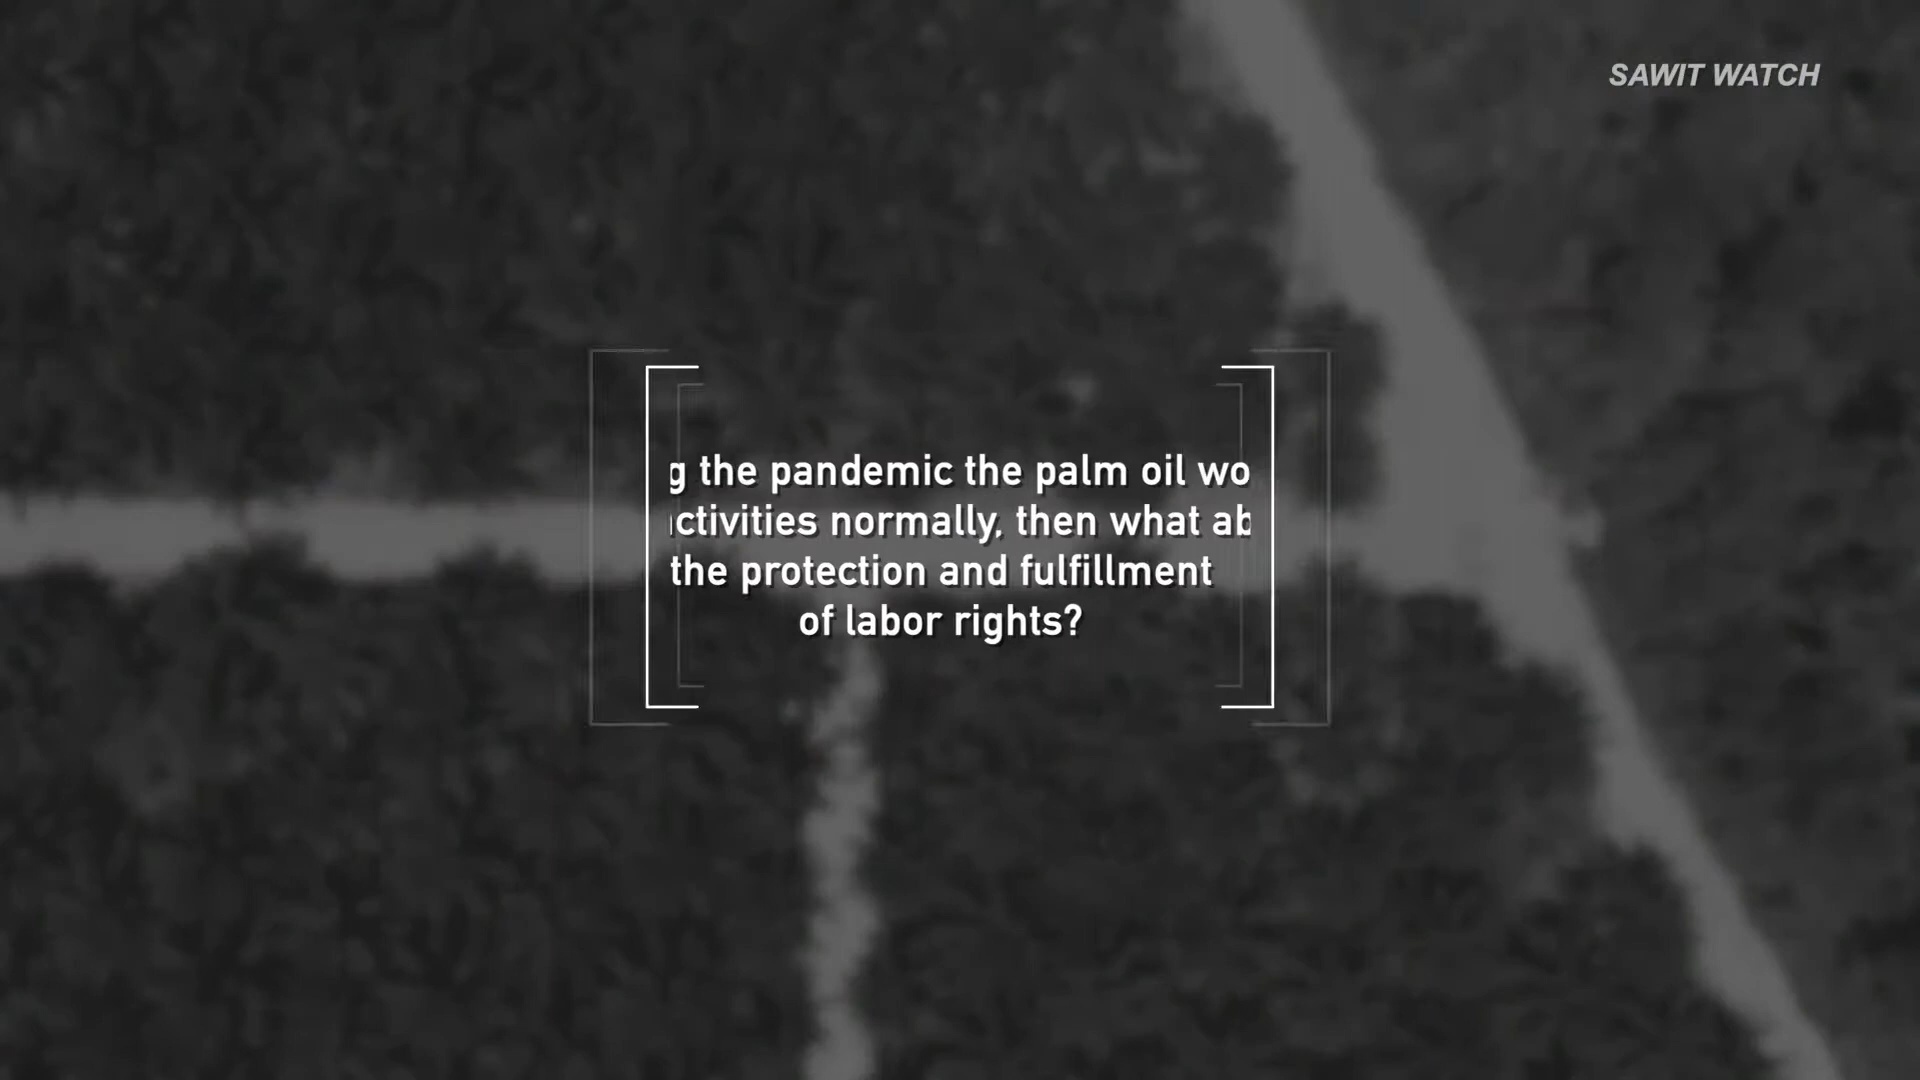 SAWIT WATCH
the pandemic the palm oil
normally, then what
the protection and fulfillment
of labor rights?